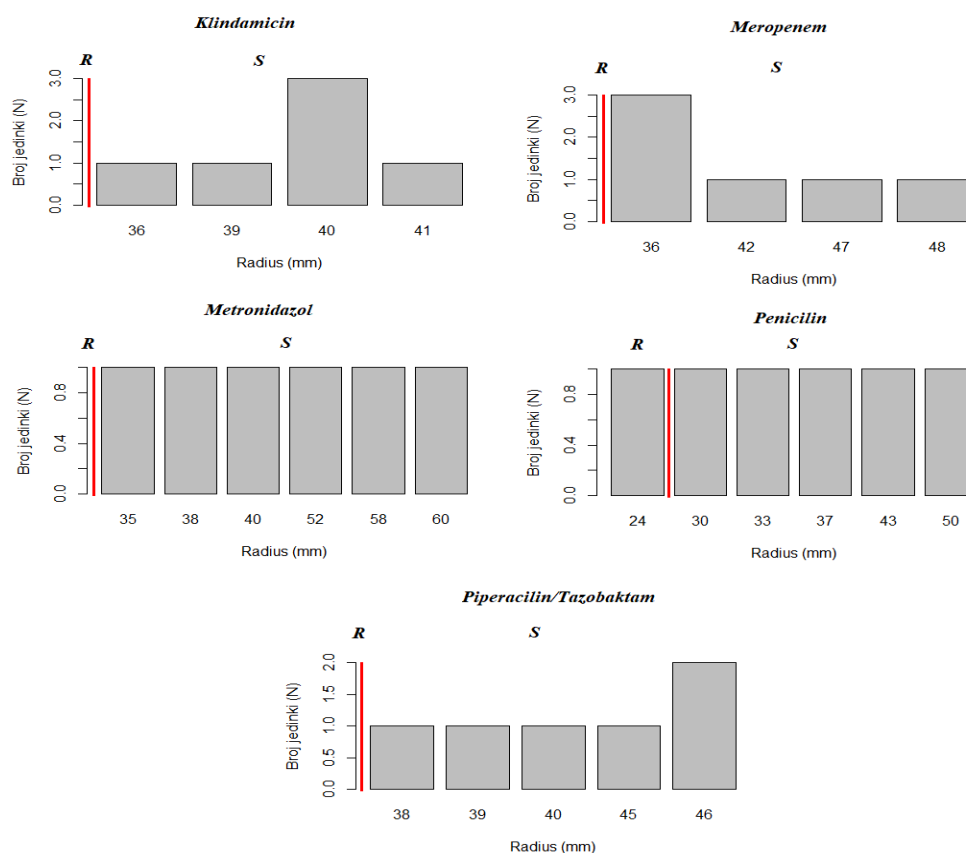 Klindamicin
R S
Broj jedinki (N)
0.0 1.0 2.0 3.0
36 39 40 41
Radius (mm)
Meropenem
R S
Broj jedinki (N)
0.0 1.0 2.0 3.0
36 42 47 48
Radius (mm)
Metronidazol
R S
Broj jedinki (N)
0.0 0.4 0.8
35 38 40 52 58 60
Radius (mm)
Penicilin
R S
Broj jedinki (N)
0.0 0.4 0.8
24 30 33 37 43 50
Radius (mm)
Piperacilin/Tazobaktam
R S
Broj jedinki (N)
0.0 0.5 1.0 1.5 2.0
38 39 40 45 46
Radius (mm)